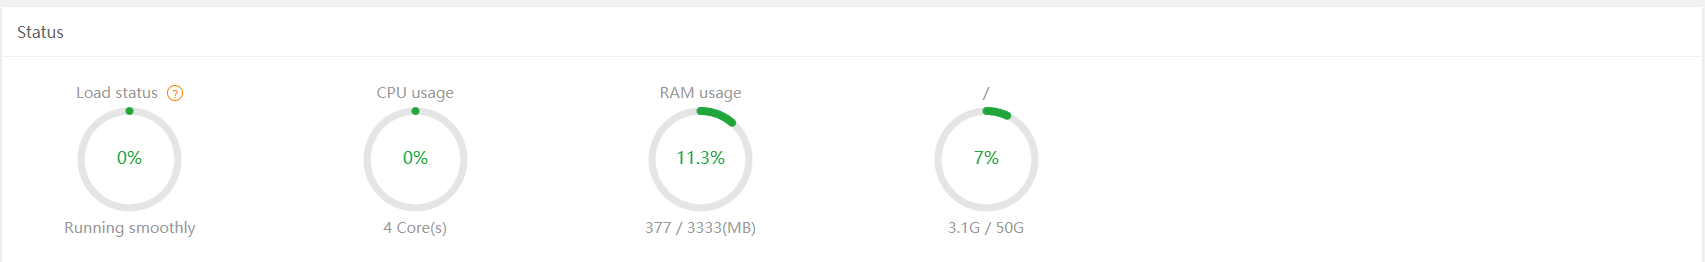 Status
Load status ?
CPU usage
RAM usage
/
0%
0%
11.3%
7%
Running smoothly
4 Core(s)
377 / 3333(MB)
3.1G / 50G